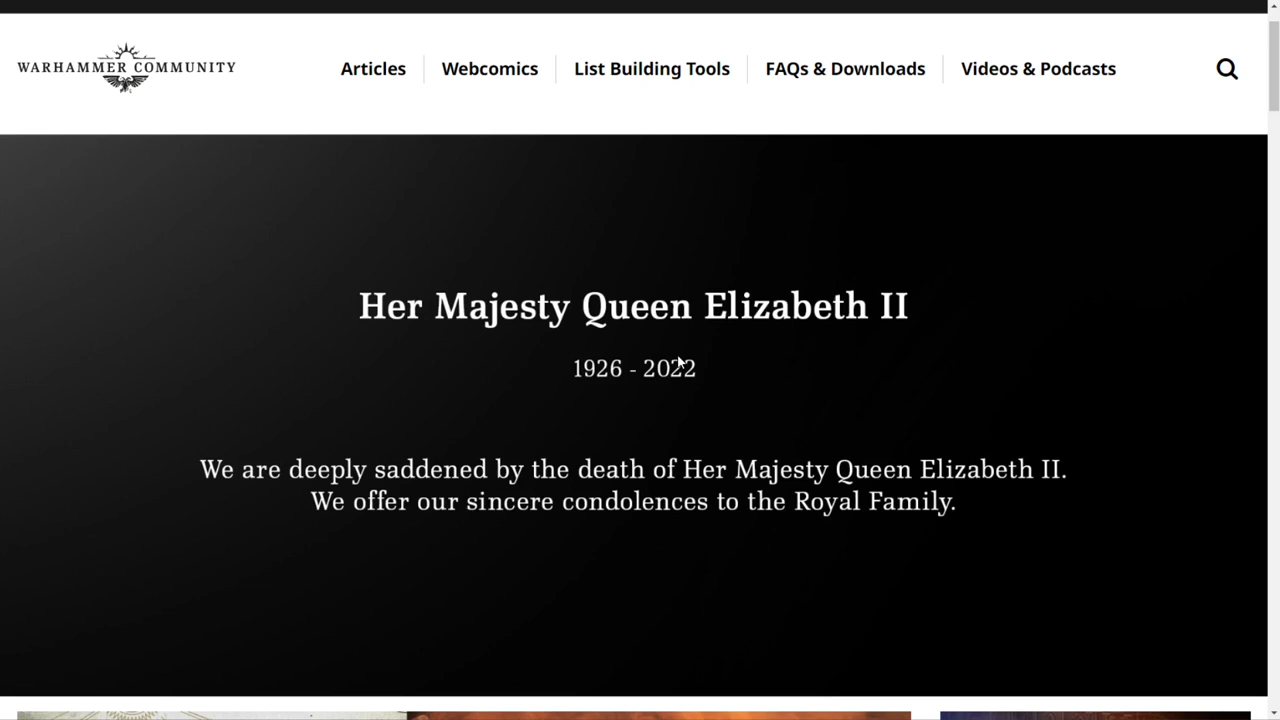 WARHAMMER COMMUNITY
Articles
Webcomics
List Building Tools
FAQs & Downloads
Videos & Podcasts
Her Majesty Queen Elizabeth II
1926 - 2022
We are deeply saddened by the death of Her Majesty Queen Elizabeth II.
We offer our sincere condolences to the Royal Family.